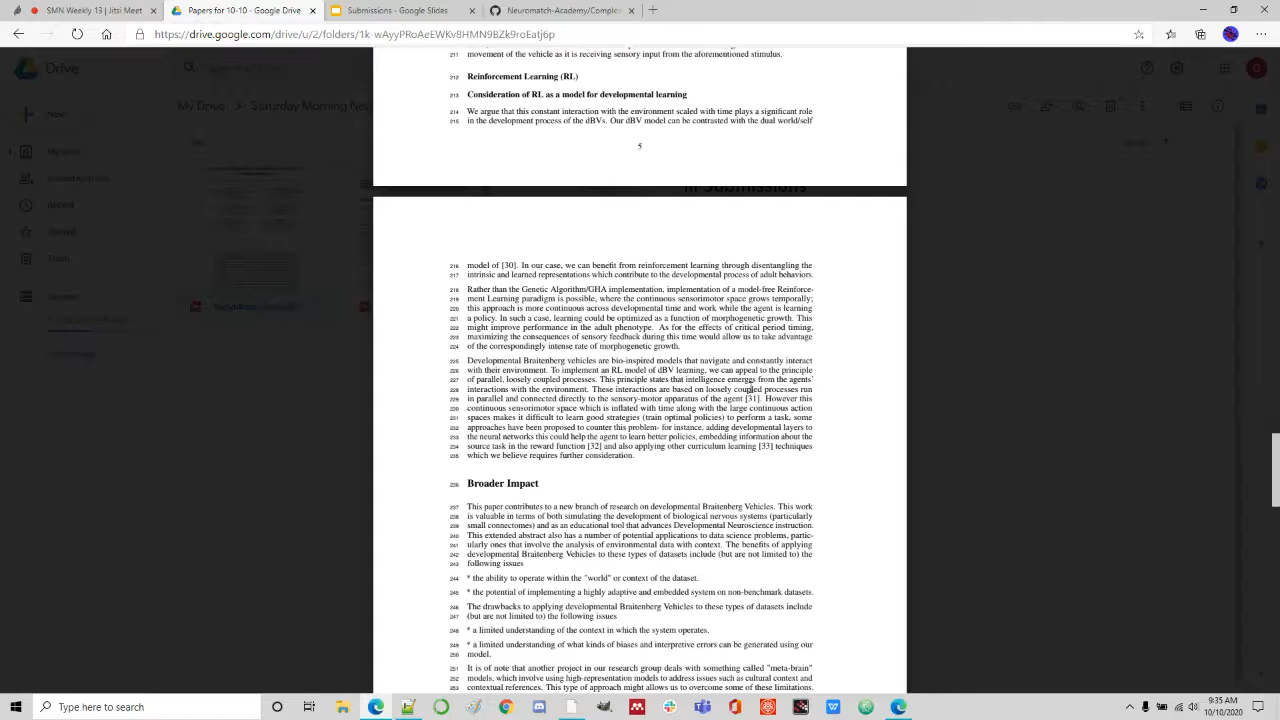 SMN Week 13 | Jist Meet
Meet
Slides - Google Drive
Papers for 10-10 - Google Drive
New tab
https://drive.google.com/drive/u/2/folders/1k-wAyyPRoAgeEWKv8HMN9BZk9roEatj6p
Drive
My Drive > Saturday Morning Ne
New
211 movement of the vehicle as it is receiving sensory input from the aforementioned stimulus.
212 Reinforcement Learning (RL)
213 Consideration of RL as a model for developmental learning
214 We argue that this constant interaction with the environment scaled with time plays a significant role
215 in the development process of the dBVs. Our dBV model can be contrasted with the dual world/self
5
in Submissions
216 model of [30]. In our case, we can benefit from reinforcement learning through disentangling the
217 intrinsic and learned representations which contribute to the developmental process of adult behaviors.
218 Rather than the Genetic Algorithm/GHA implementation, implementation of a model-free Reinforce-
219 ment Learning paradigm is possible, where the continuous sensorimotor space grows temporally;
220 this approach is more continuous across developmental time and work while the agent is learning
221 a policy. In such a case, learning could be optimized as a function of morphogenetic growth. This
222 might improve performance in the adult phenotype. As for the effects of critical period timing,
223 maximizing the consequences of sensory feedback during this time would allow us to take advantage
224 of the correspondingly intense rate of morphogenetic growth.
225 Developmental Braitenberg vehicles are bio-inspired models that navigate and constantly interact
226 with their environment. To implement an RL model of dBV learning, we can appeal to the principle
227 of parallel, loosely coupled processes. This principle states that intelligence emerges from the agents'
228 interactions with the environment. These interactions are based on loosely coupled processes run
229 in parallel and connected directly to the sensory-motor apparatus of the agent [31]. However this
230 continuous sensorimotor space which is inflated with time along with the large continuous action
231 spaces makes it difficult to learn good strategies (train optimal policies) to perform a task, some
232 approaches have been proposed to counter this problem- for instance, adding developmental layers to
233 the neural networks this could help the agent to learn better policies, embedding information about the
234 source task in the reward function [32] and also applying other curriculum learning [33] techniques
235 which we believe requires further consideration.
236 Broader Impact
237 This paper contributes to a new branch of research on developmental Braitenberg Vehicles. This work
238 is valuable in terms of both simulating the development of biological nervous systems (particularly
239 small connectomes) and as an educational tool that advances Developmental Neuroscience instruction.
240 This extended abstract also has a number of potential applications to data science problems, partic-
241 ularly ones that involve the analysis of environmental data with context. The benefits of applying
242 developmental Braitenberg Vehicles to these types of datasets include (but are not limited to) the
243 following issues
244 * the ability to operate within the "world" or context of the dataset.
245 * the potential of implementing a highly adaptive and embedded system on non-benchmark datasets.
246 The drawbacks to applying developmental Braitenberg Vehicles to these types of datasets include
247 (but are not limited to) the following issues
248 * a limited understanding of the context in which the system operates.
249 * a limited understanding of what kinds of biases and interpretive errors can be generated using our
250 model.
251 It is of note that another project in our research group deals with something called "meta-brain"
252 models, which involve using high-representation models to address issues such as cultural context and
253 contextual references. This type of approach might allows us to overcome some of these limitations.
Type here to search
9:35 AM
10/10/2020